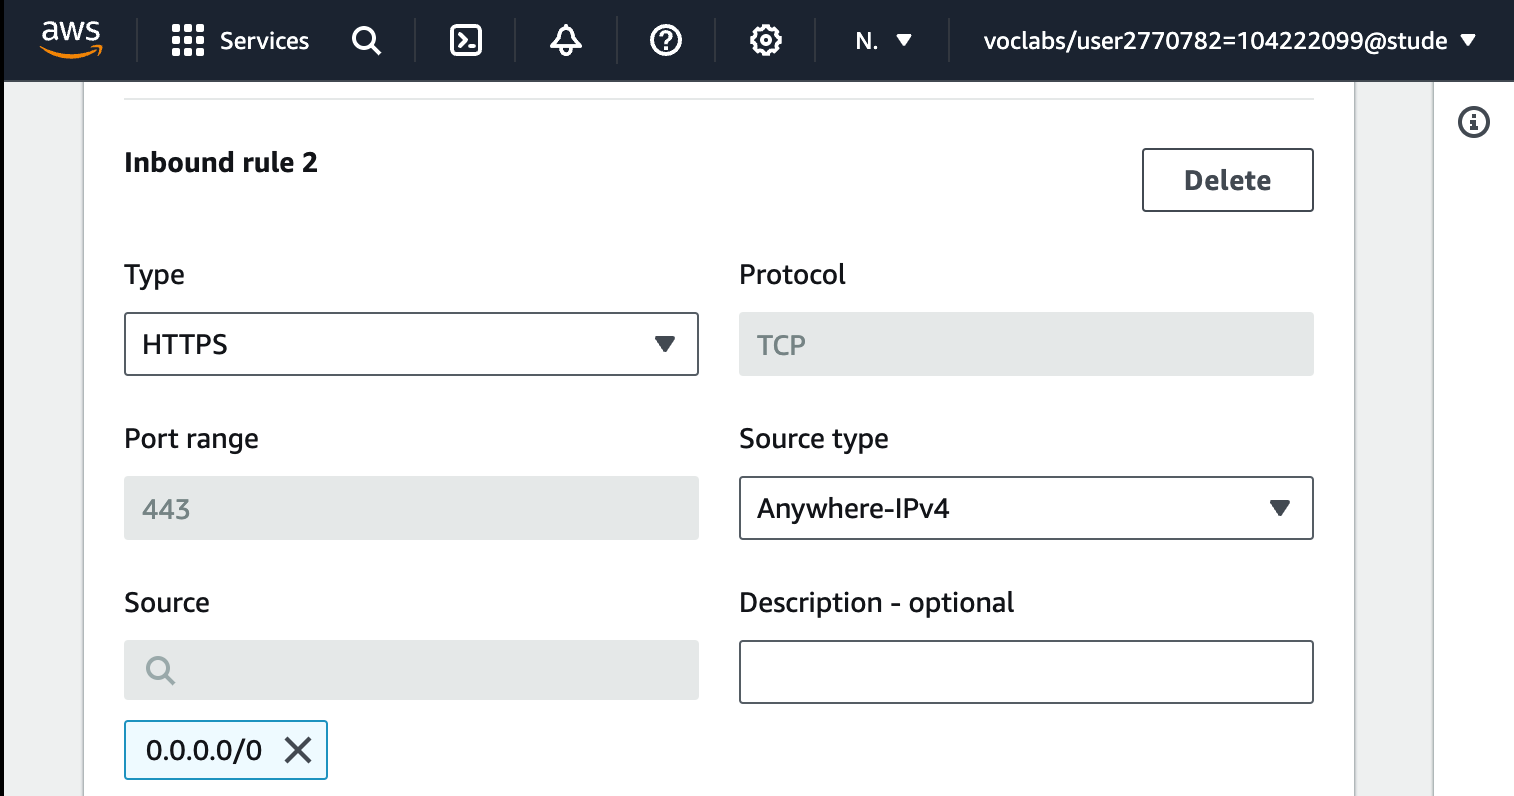 aws
Services
N.
voclabs/user2770782=104222099@stude
Inbound rule 2
Delete
Type
Protocol
HTTPS
TCP
Port range
Source type
443
Anywhere-IPv4
Source
Description - optional
0.0.0.0/0